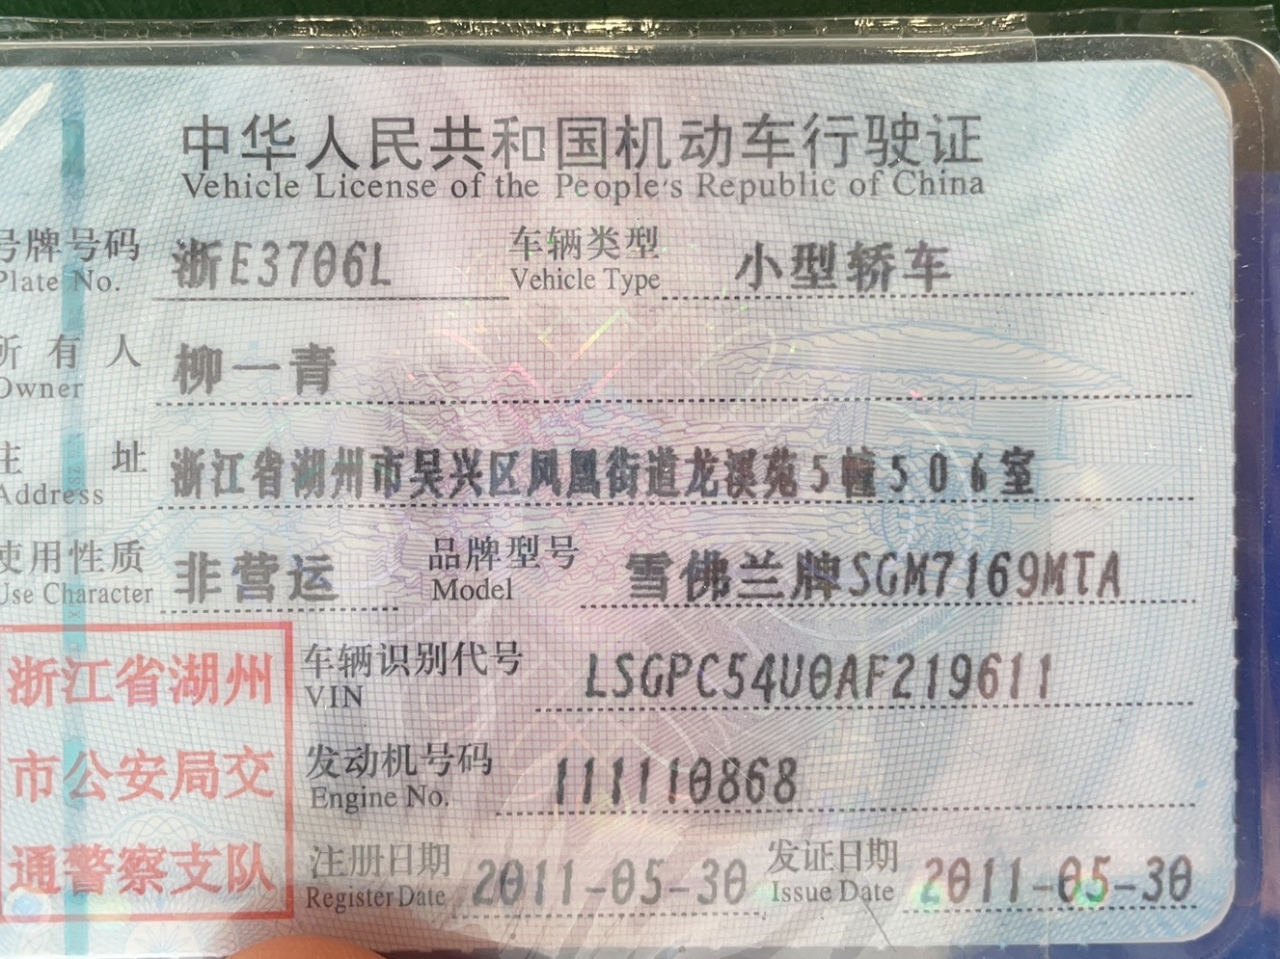 中华人民共和国机动车行驶证
Vehicle License of the People's Republic of China
号牌号码 浙E3706L 车辆类型 小型轿车
Plate No. Vehicle Type
所有人 柳一青
Owner
住址 浙江省湖州市吴兴区凤凰街道龙溪苑5幢506室
Address
使用性质 非营运 品牌型号 雪佛兰牌SGM7169MTA
Use Character Model
浙江省湖州 车辆识别代号 LSGPC54U0AF219611
VIN
市公安局交 发动机号码 111110868
Engine No.
通警察支队 注册日期 2011-05-30 发证日期 2011-05-30
Register Date Issue Date